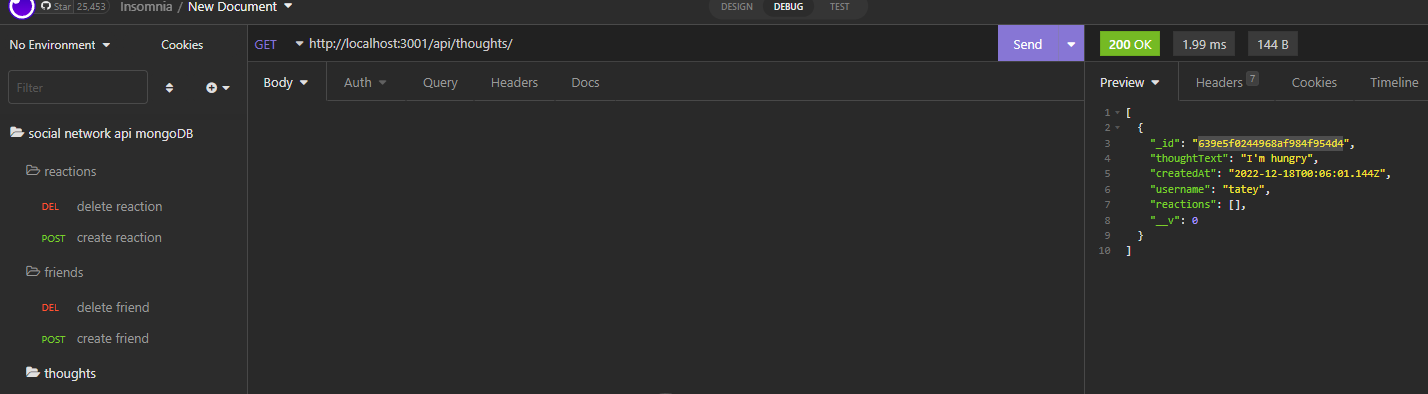 Star 25,453 Insomnia / New Document DESIGN DEBUG TEST
No Environment Cookies GET http://localhost:3001/api/thoughts/ Send 200 OK 1.99 ms 144 B
Filter Body Auth Query Headers Docs Preview Headers 7 Cookies Timeline
social network api mongoDB
reactions
DEL delete reaction
POST create reaction
friends
DEL delete friend
POST create friend
thoughts
1 [
2 {
3 "_id": "639e5f0244968af984f954d4",
4 "thoughtText": "I'm hungry",
5 "createdAt": "2022-12-18T00:06:01.144Z",
6 "username": "tatey",
7 "reactions": [],
8 "__v": 0
9 }
10 ]